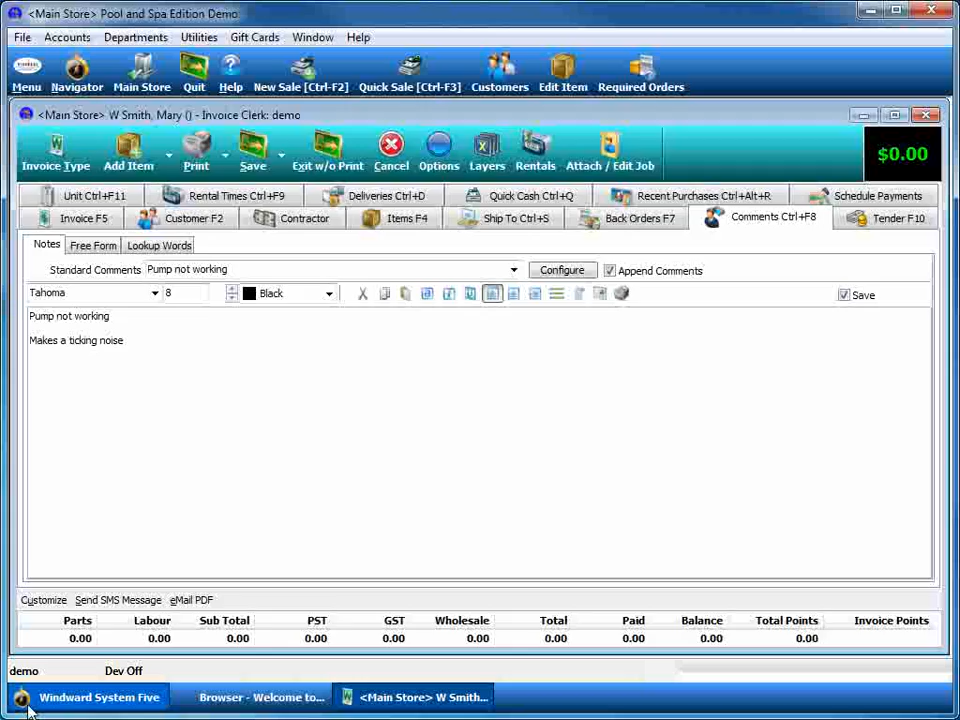 <Main Store> Pool and Spa Edition Demo
File Accounts Departments Utilities Gift Cards Window Help
Menu Navigator Main Store Quit Help New Sale [Ctrl-F2] Quick Sale [Ctrl-F3] Customers Edit Item Required Orders
<Main Store> W Smith, Mary () - Invoice Clerk: demo
Invoice Type Add Item Print Save Exit w/o Print Cancel Options Layers Rentals Attach / Edit Job $0.00
Unit Ctrl+F11 Rental Times Ctrl+F9 Deliveries Ctrl+D Quick Cash Ctrl+Q Recent Purchases Ctrl+Alt+R Schedule Payments
Invoice F5 Customer F2 Contractor Items F4 Ship To Ctrl+S Back Orders F7 Comments Ctrl+F8 Tender F10
Notes Free Form Lookup Words
Standard Comments Pump not working Configure Append Comments
Tahoma 8 Black Save
Pump not working
Makes a ticking noise
Customize Send SMS Message eMail PDF
Parts Labour Sub Total PST GST Wholesale Total Paid Balance Total Points Invoice Points
0.00 0.00 0.00 0.00 0.00 0.00 0.00 0.00 0.00 0.00
demo Dev Off
Windward System Five Browser - Welcome to... <Main Store> W Smith...